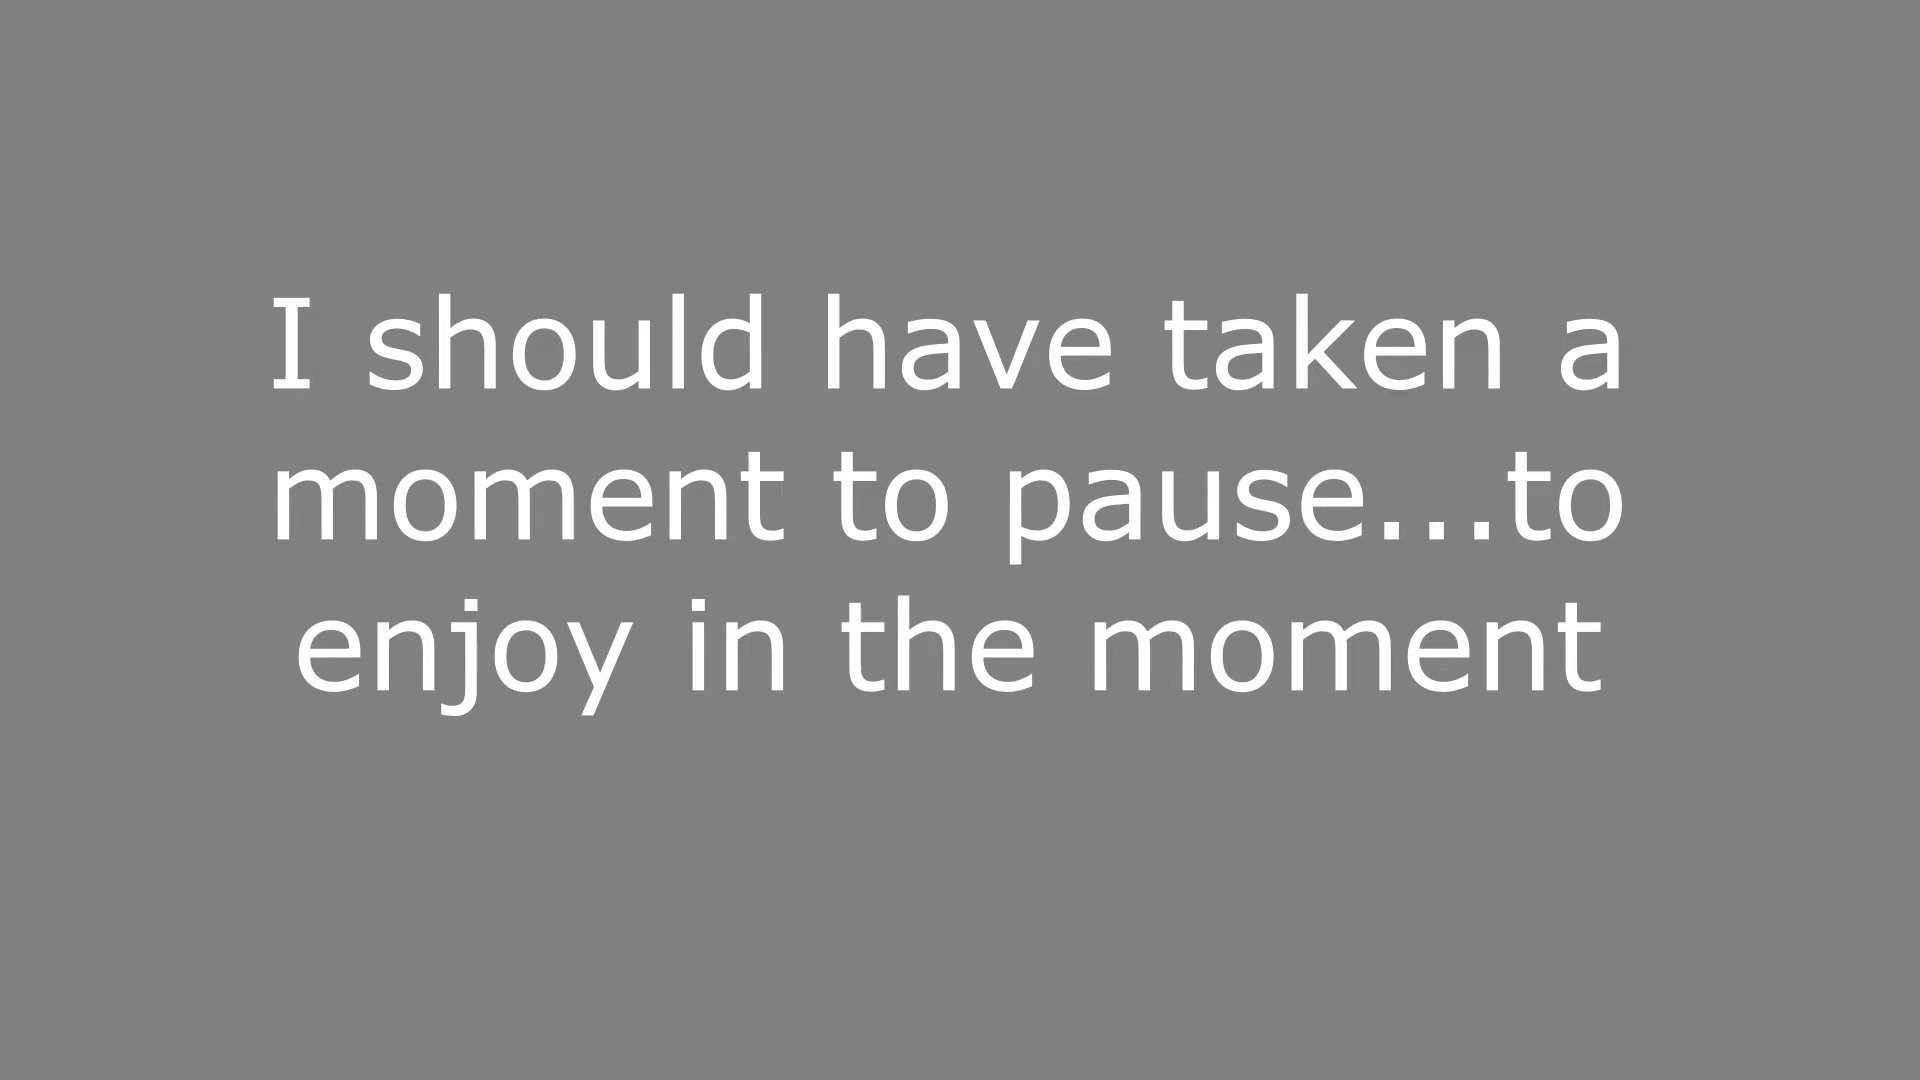 I should have taken a
moment to pause...to
enjoy in the moment